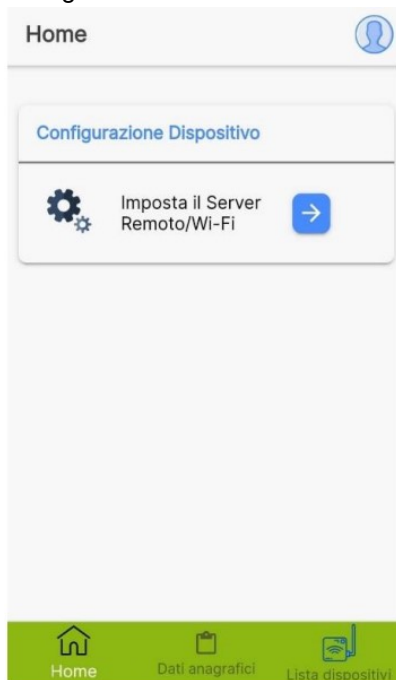 Home
Configurazione Dispositivo
Imposta il Server
Remoto/Wi-Fi
Home
Dati anagrafici
Lista dispositivi